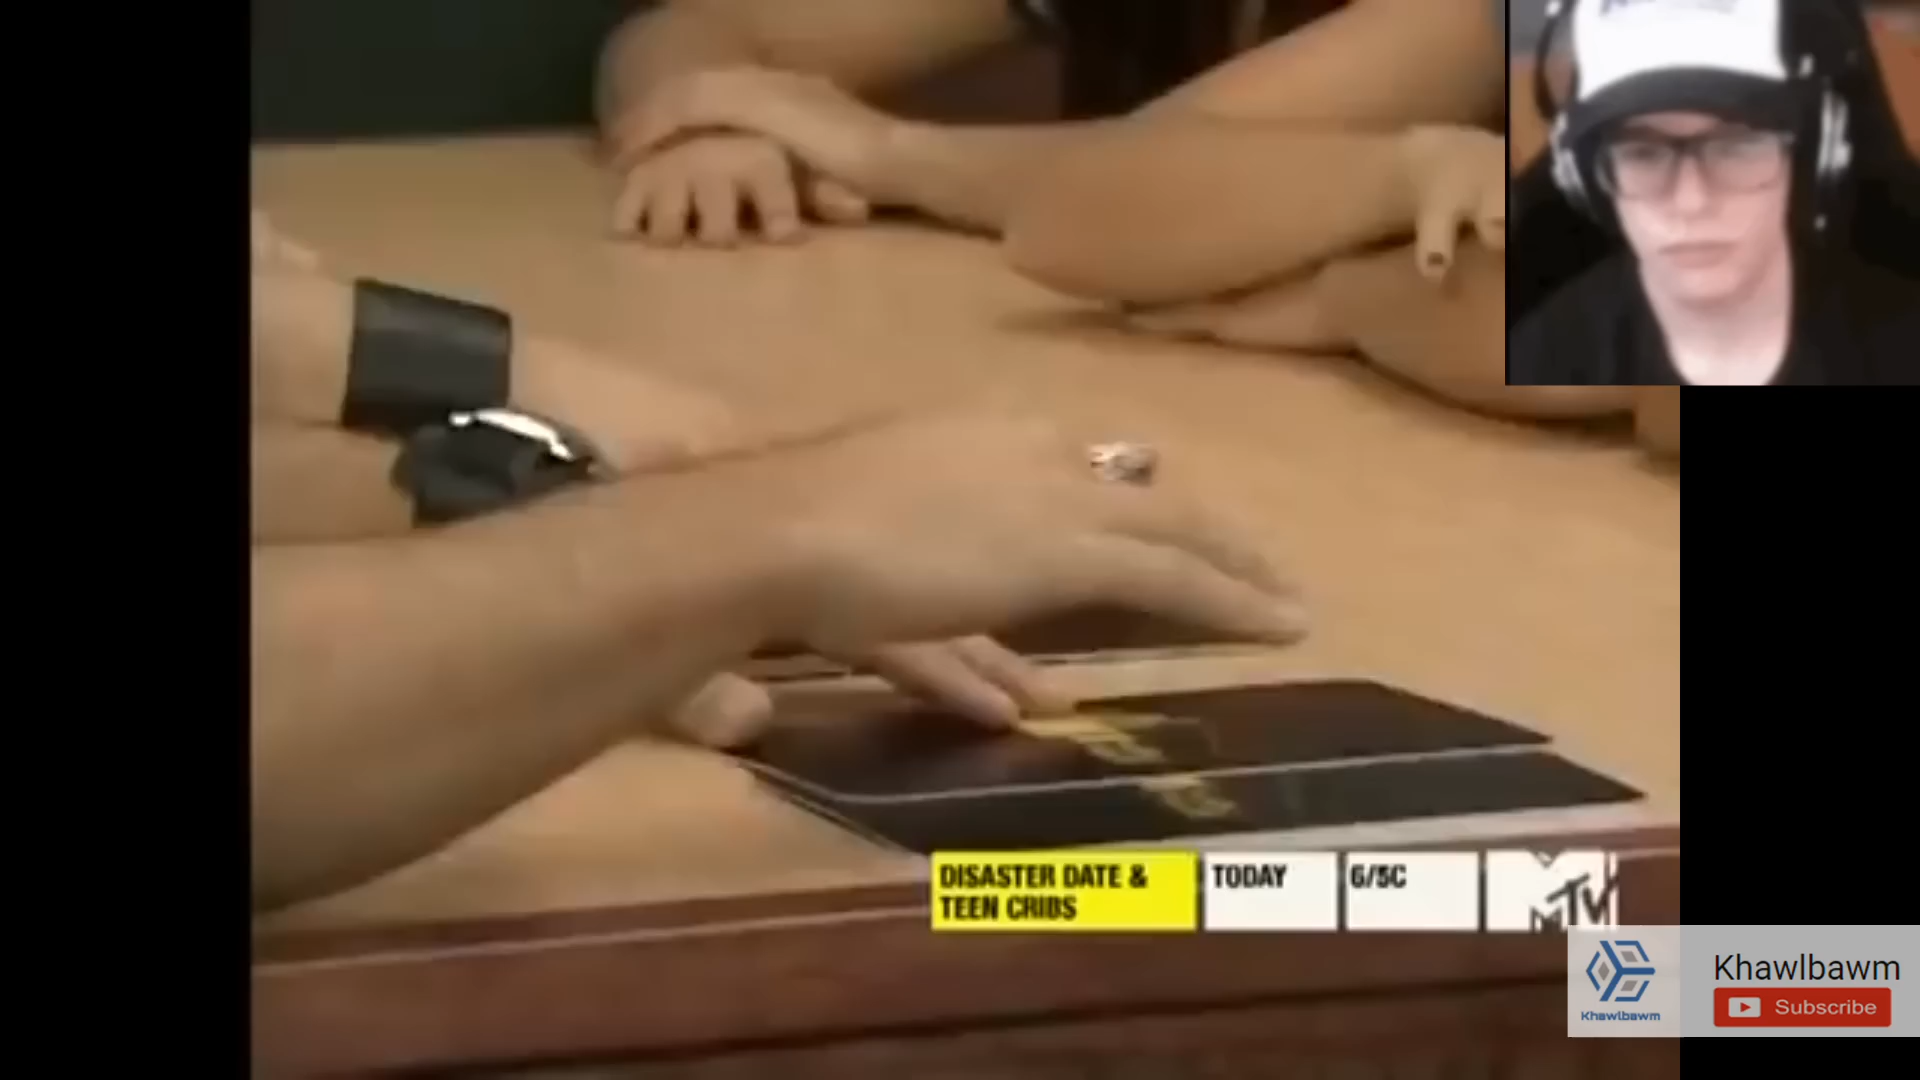 DISASTER DATE &
TEEN CRIBS
TODAY
6/5C
MTV
Khawlbawm
Subscribe
Khawlbawm